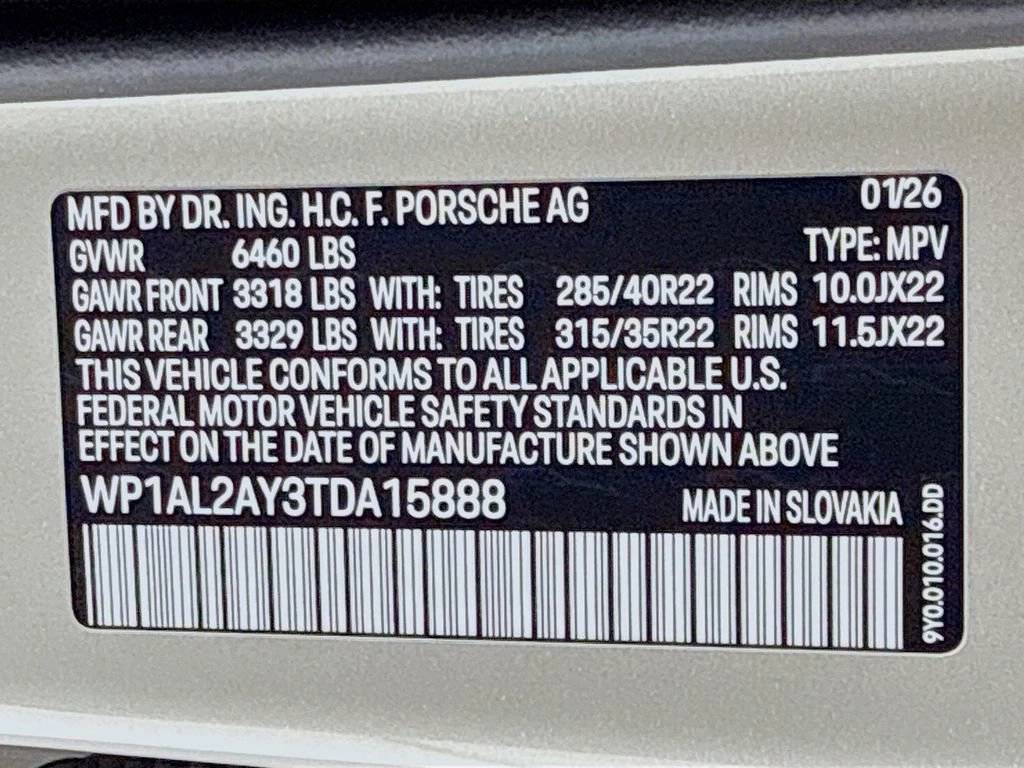 MFD BY DR. ING. H.C. F. PORSCHE AG 01/26
GVWR 6460 LBS TYPE: MPV
GAWR FRONT 3318 LBS WITH: TIRES 285/40R22 RIMS 10.0JX22
GAWR REAR 3329 LBS WITH: TIRES 315/35R22 RIMS 11.5JX22
THIS VEHICLE CONFORMS TO ALL APPLICABLE U.S.
FEDERAL MOTOR VEHICLE SAFETY STANDARDS IN
EFFECT ON THE DATE OF MANUFACTURE SHOWN ABOVE
WP1AL2AY3TDA15888 MADE IN SLOVAKIA
9Y0.010.016.DD